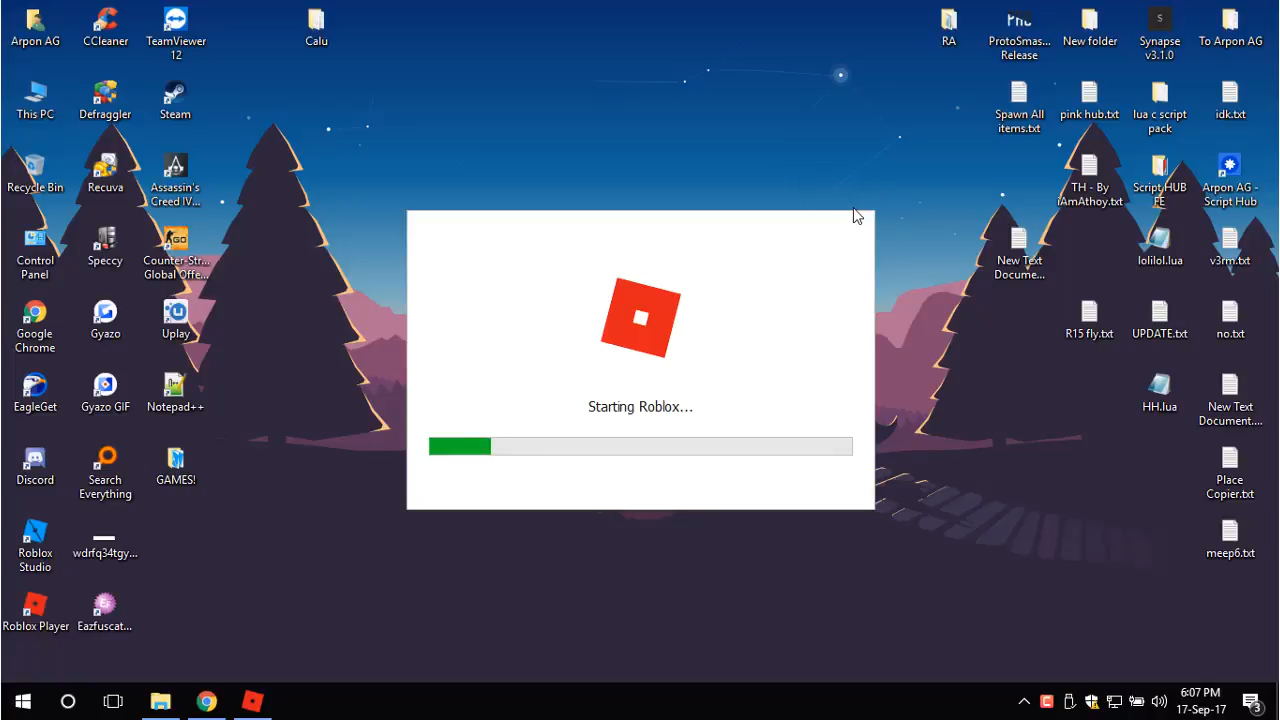 Arpon AG
CCleaner
TeamViewer
12
Calu
RA
ProtoSmas...
Release
New folder
Synapse
v3.1.0
To Arpon AG
This PC
Defraggler
Steam
Spawn All
items.txt
pink hub.txt
lua c script
pack
idk.txt
Recycle Bin
Recuva
Assassin's
Creed IV...
TH - By
iAmAthoy.txt
Script HUB
FE
Arpon AG -
Script Hub
Control
Panel
Speccy
Counter-Str...
Global Offe...
GO
New Text
Docume...
lolilol.lua
v3rm.txt
Google
Chrome
Gyazo
Uplay
R15 fly.txt
UPDATE.txt
no.txt
EagleGet
Gyazo GIF
Notepad++
HH.lua
New Text
Document....
Starting Roblox...
Discord
Search
Everything
GAMES!
Place
Copier.txt
Roblox
Studio
wdrfq34tgy...
meep6.txt
Roblox Player
Eazfuscat...
6:07 PM
17-Sep-17
3